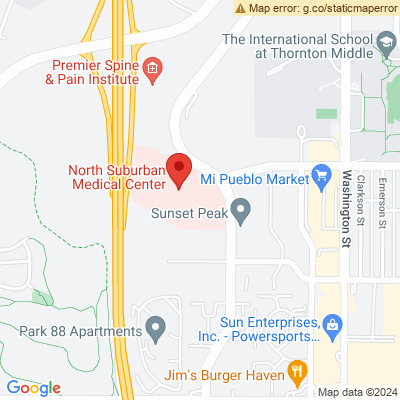 Map error: g.co/staticmaperror
The International School
at Thornton Middle
Premier Spine
& Pain Institute
North Suburban
Medical Center
Mi Pueblo Market
Washington St
Clarkson St
Emerson St
Sunset Peak
Park 88 Apartments
Sun Enterprises,
Inc. - Powersports...
Jim's Burger Haven
Google
Map data ©2024